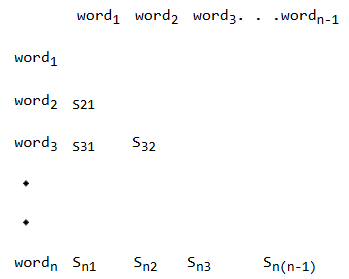 word1 word2 word3. . .wordn-1
word1
word2 S21
word3 S31 S32
wordn Sn1 Sn2 Sn3 Sn(n-1)